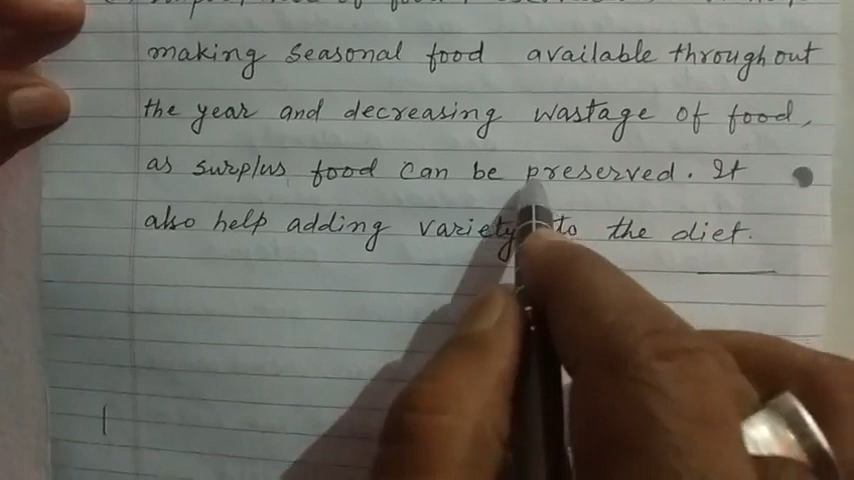 making seasonal food available throughout
the year and decreasing wastage of food,
as surplus food can be preserved. It
also help adding variety to the diet.